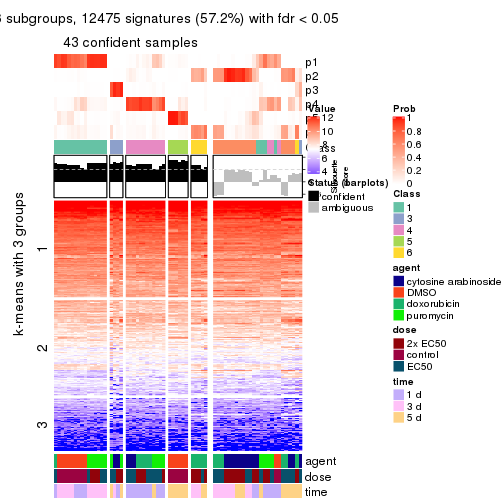 subgroups, 12475 signatures (57.2%) with fdr < 0.05
43 confident samples
p1
p2
p3
p4
Value
12
10
8
6
4
Silhouette
score
Status (barplots)
confident
ambiguous
Prob
1
0.8
0.6
0.4
0.2
0
Class
1
3
4
5
6
agent
cytosine arabinoside
DMSO
doxorubicin
puromycin
dose
2x EC50
control
EC50
time
1 d
3 d
5 d
k-means with 3 groups
1
2
3
agent
dose
time